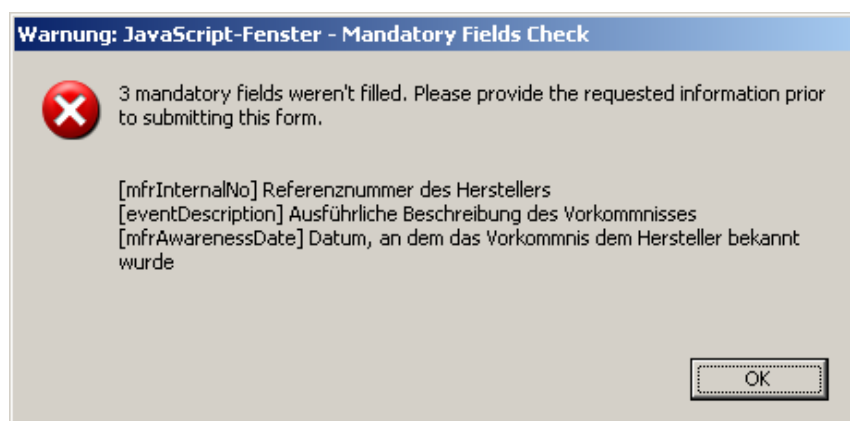 Warnung: JavaScript-Fenster - Mandatory Fields Check
3 mandatory fields weren't filled. Please provide the requested information prior
to submitting this form.
[mfrInternalNo] Referenznummer des Herstellers
[eventDescription] Ausführliche Beschreibung des Vorkommnisses
[mfrAwarenessDate] Datum, an dem das Vorkommnis dem Hersteller bekannt
wurde
OK